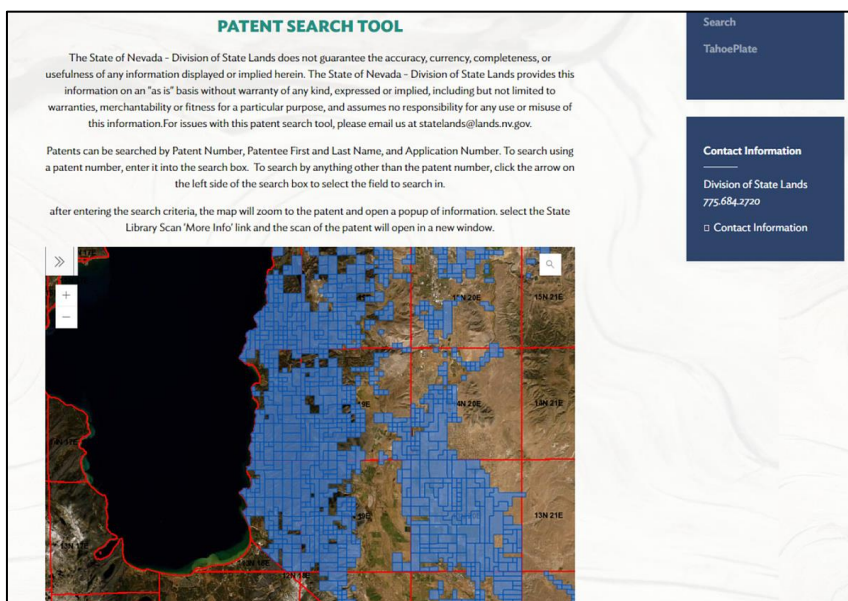 PATENT SEARCH TOOL
The State of Nevada - Division of State Lands does not guarantee the accuracy, currency, completeness, or
usefulness of any information displayed or implied herein. The State of Nevada - Division of State Lands provides this
information on an "as is" basis without warranty of any kind, expressed or implied, including but not limited to
warranties, merchantability or fitness for a particular purpose, and assumes no responsibility for any use or misuse of
this information.For issues with this patent search tool, please email us at statelands@lands.nv.gov.
Patents can be searched by Patent Number, Patentee First and Last Name, and Application Number. To search using
a patent number, enter it into the search box. To search by anything other than the patent number, click the arrow on
the left side of the search box to select the field to search in.
after entering the search criteria, the map will zoom to the patent and open a popup of information. select the State
Library Scan 'More Info' link and the scan of the patent will open in a new window.
15N 21E
14N 21E
13N 21E
Search
TahoePlate
Contact Information
Division of State Lands
775.684.2720
Contact Information